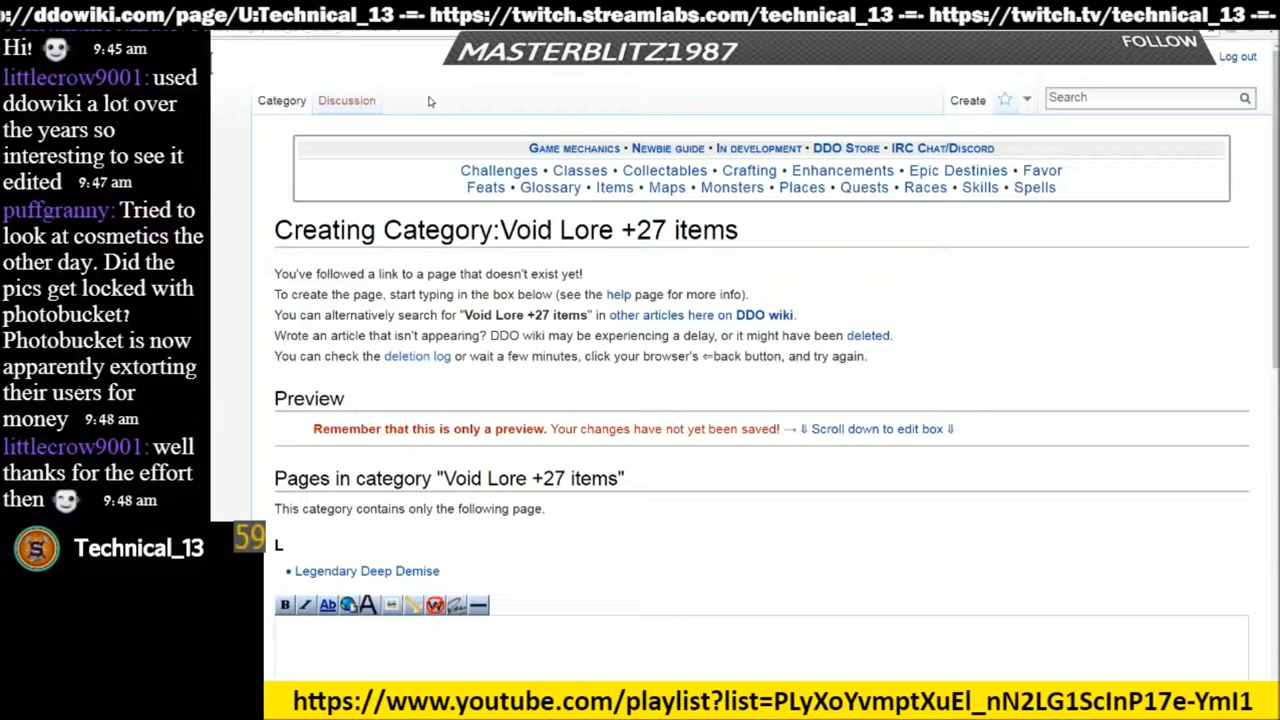 ://ddowiki.com/page/U:Technical_13 -=- https://twitch.streamlabs.com/technical_13 -=- https://twitch.tv/technical_13 -=-
Hi! 9:45 am
littlecrow9001: used
ddowiki a lot over
the years so
interesting to see it
edited 9:47 am
puffgranny: Tried to
look at cosmetics the
other day. Did the
pics get locked with
photobucket?
Photobucket is now
apparently extorting
their users for
money 9:48 am
littlecrow9001: well
thanks for the effort
then 9:48 am
Technical_13
59
MASTERBLITZ1987
FOLLOW
Log out
Category Discussion
Create
Search
GAME MECHANICS • NEWBIE GUIDE • IN DEVELOPMENT • DDO STORE • IRC CHAT/DISCORD
Challenges • Classes • Collectables • Crafting • Enhancements • Epic Destinies • Favor
Feats • Glossary • Items • Maps • Monsters • Places • Quests • Races • Skills • Spells
Creating Category:Void Lore +27 items
You've followed a link to a page that doesn't exist yet!
To create the page, start typing in the box below (see the help page for more info).
You can alternatively search for "Void Lore +27 items" in other articles here on DDO wiki.
Wrote an article that isn't appearing? DDO wiki may be experiencing a delay, or it might have been deleted.
You can check the deletion log or wait a few minutes, click your browser's ⇐back button, and try again.
Preview
Remember that this is only a preview. Your changes have not yet been saved! → ⇓ Scroll down to edit box ⇓
Pages in category "Void Lore +27 items"
This category contains only the following page.
L
• Legendary Deep Demise
B I Ab A W
https://www.youtube.com/playlist?list=PLyXoYvmptXuEl_nN2LG1ScInP17e-YmI1